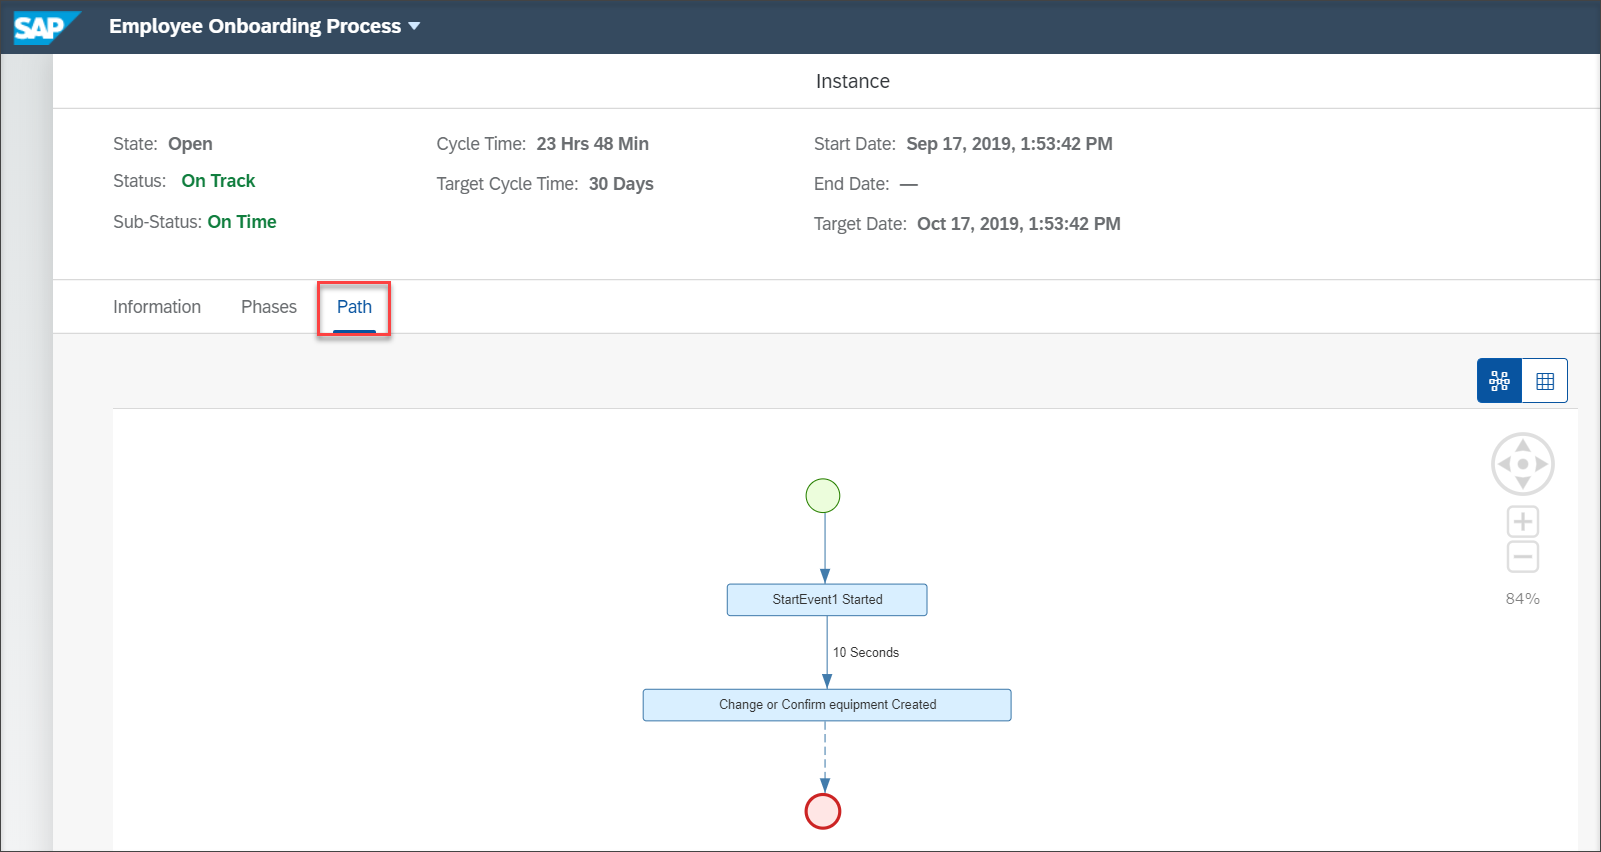 SAP Employee Onboarding Process
Instance
State: Open
Cycle Time: 23 Hrs 48 Min
Start Date: Sep 17, 2019, 1:53:42 PM
Status: On Track
Target Cycle Time: 30 Days
End Date: —
Sub-Status: On Time
Target Date: Oct 17, 2019, 1:53:42 PM
Information Phases Path
StartEvent1 Started
10 Seconds
84%
Change or Confirm equipment Created